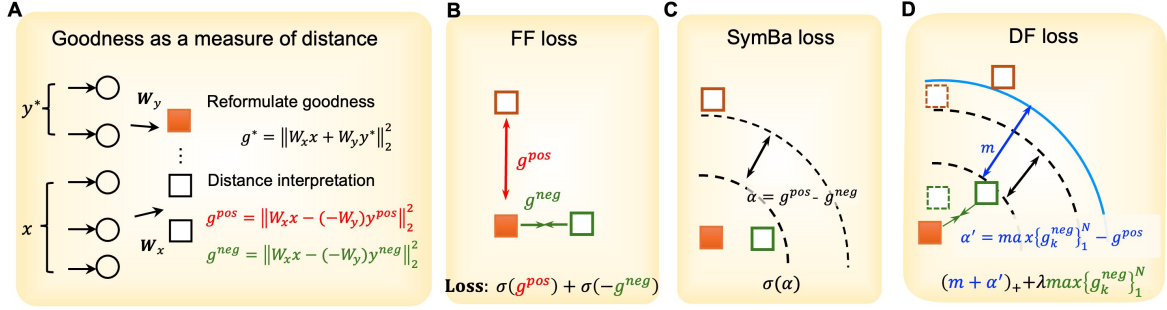 A
Goodness as a measure of distance
y*
W_y
Reformulate goodness
g* = ‖W_x x + W_y y*‖₂²
⋮
Distance interpretation
x
W_x
g^pos = ‖W_x x − (−W_y)y^pos‖₂²
g^neg = ‖W_x x − (−W_y)y^neg‖₂²
B
FF loss
g^pos
g^neg
Loss: σ(g^pos) + σ(−g^neg)
C
SymBa loss
α = g^pos - g^neg
σ(α)
D
DF loss
m
α′ = max{g_k^neg}_1^N − g^pos
(m + α′)₊+λmax{g_k^neg}_1^N